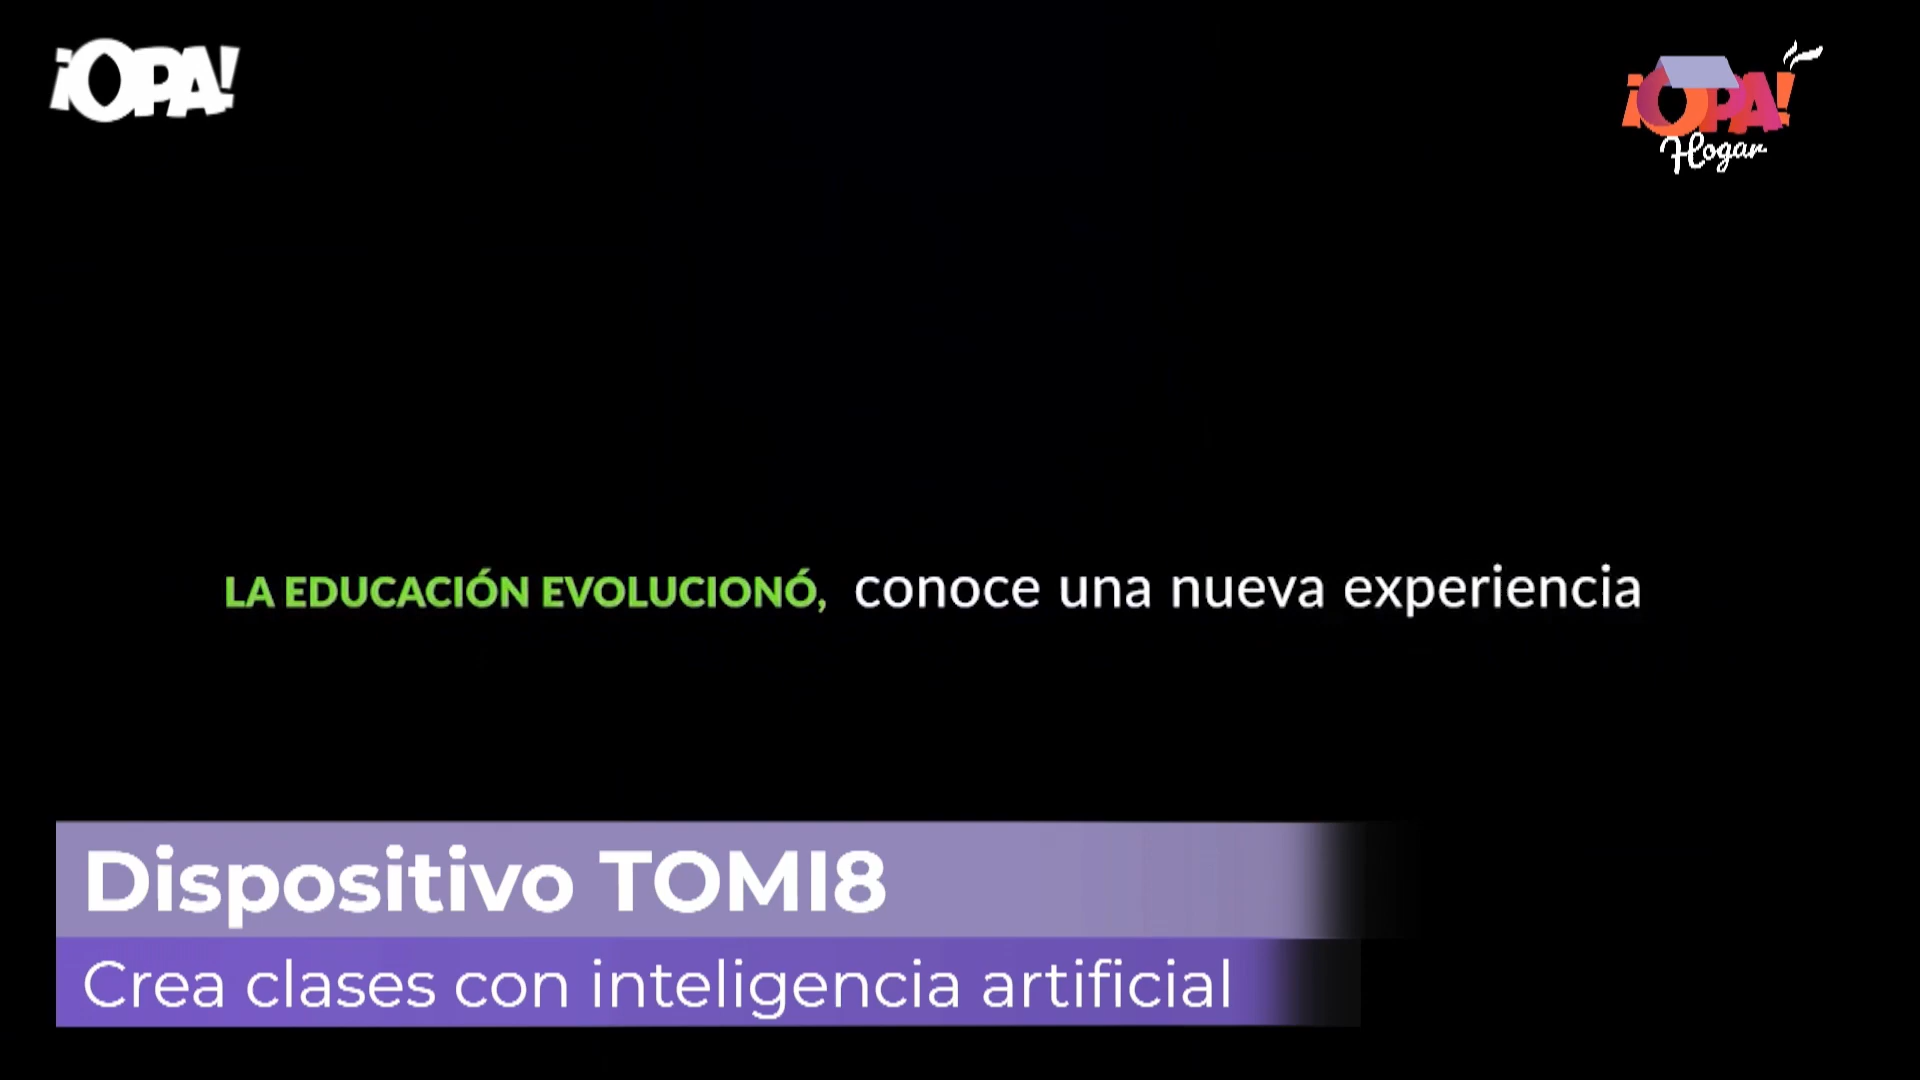 ¡OPA!
¡OPA!
Hogar
LA EDUCACIÓN EVOLUCIONÓ, conoce una nueva experiencia
Dispositivo TOMI8
Crea clases con inteligencia artificial